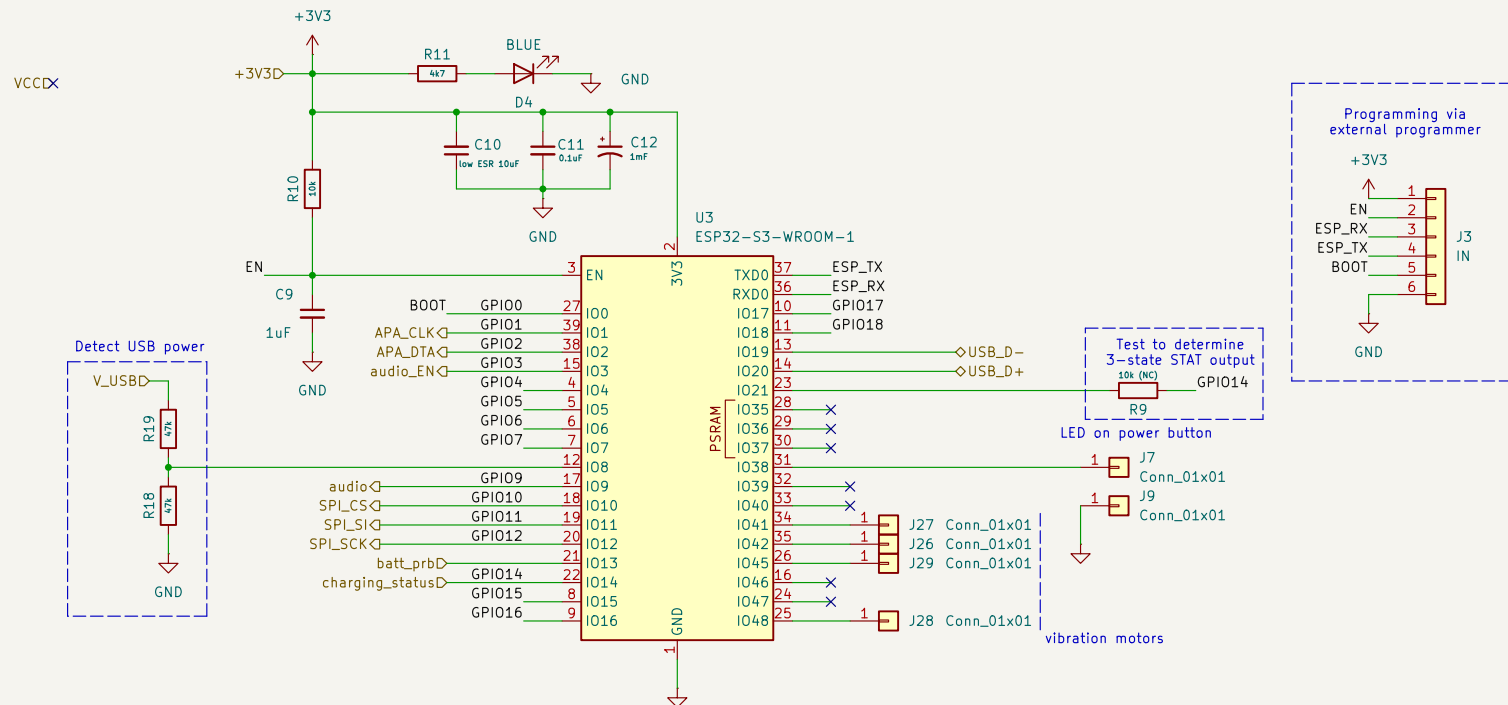 +3V3
VCC
+3V3
R11
4k7
BLUE
D4
GND
R10
10k
C10
low ESR 10uF
C11
0.1uF
C12
1mF
+
GND
EN
C9
1uF
GND
Detect USB power
V_USB
R19
47k
R18
47k
GND
U3
ESP32-S3-WROOM-1
2
3V3
3 EN
BOOT GPIO0 27 IO0
APA_CLK GPIO1 39 IO1
APA_DTA GPIO2 38 IO2
audio_EN GPIO3 15 IO3
GPIO4 4 IO4
GPIO5 5 IO5
GPIO6 6 IO6
GPIO7 7 IO7
12 IO8
audio GPIO9 17 IO9
SPI_CS GPIO10 18 IO10
SPI_SI GPIO11 19 IO11
SPI_SCK GPIO12 20 IO12
batt_prb 21 IO13
charging_status GPIO14 22 IO14
GPIO15 8 IO15
GPIO16 9 IO16
GND
1
PSRAM
TXD0 37 ESP_TX
RXD0 36 ESP_RX
IO17 10 GPIO17
IO18 11 GPIO18
IO19 13 USB_D-
IO20 14 USB_D+
IO21 23
IO35 28
IO36 29
IO37 30
IO38 31
IO39 32
IO40 33
IO41 34 1 J27 Conn_01x01
IO42 35 1 J26 Conn_01x01
IO45 26 1 J29 Conn_01x01
IO46 16
IO47 24
IO48 25 1 J28 Conn_01x01
vibration motors
Test to determine
3-state STAT output
10k (NC)
R9
GPIO14
LED on power button
1 J7
Conn_01x01
1 J9
Conn_01x01
Programming via
external programmer
+3V3
1
EN 2
ESP_RX 3
ESP_TX 4
BOOT 5
6
J3
IN
GND